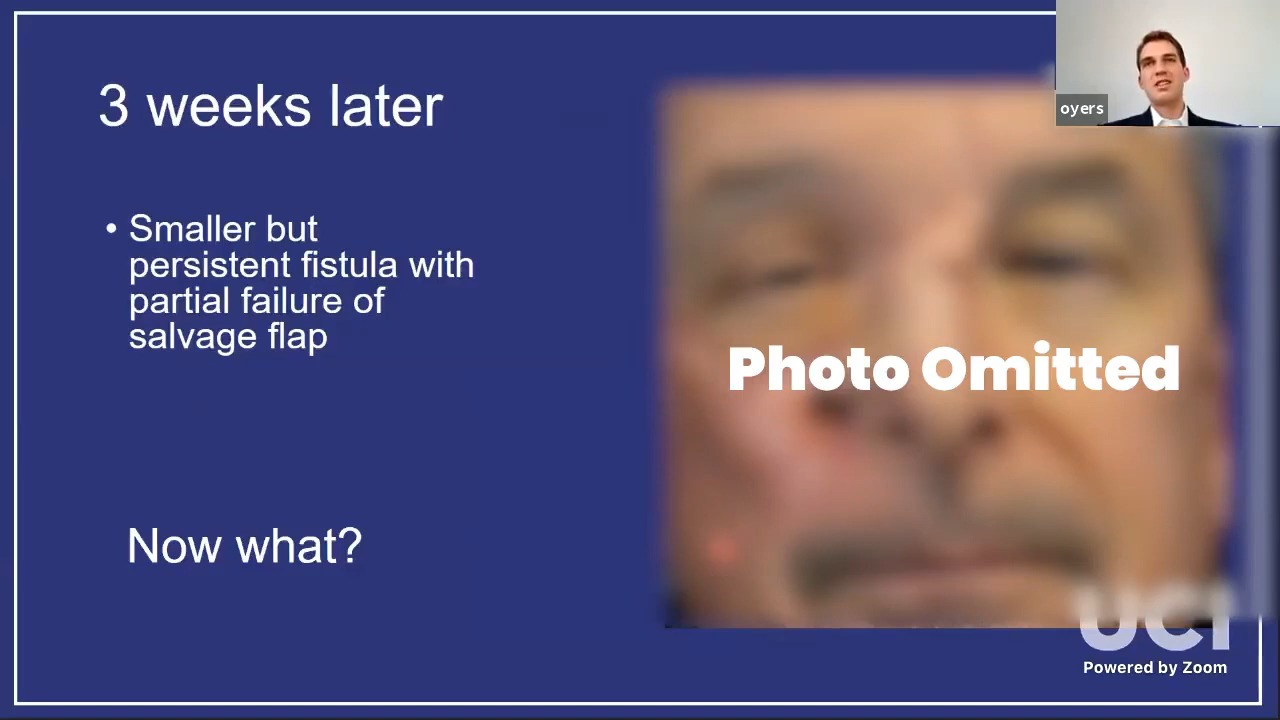 3 weeks later
oyers
• Smaller but
persistent fistula with
partial failure of
salvage flap
Photo Omitted
Now what?
UCI
Powered by Zoom